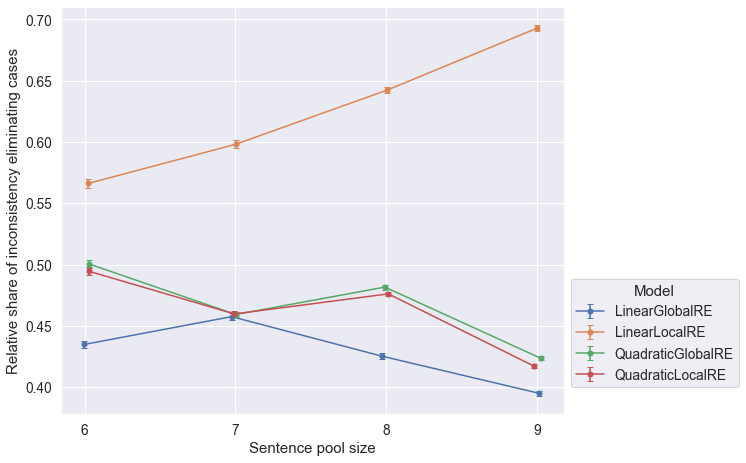 Relative share of inconsistency eliminating cases
0.70
0.65
0.60
0.55
0.50
0.45
0.40
6 7 8 9
Sentence pool size
Model
LinearGlobalRE
LinearLocalRE
QuadraticGlobalRE
QuadraticLocalRE